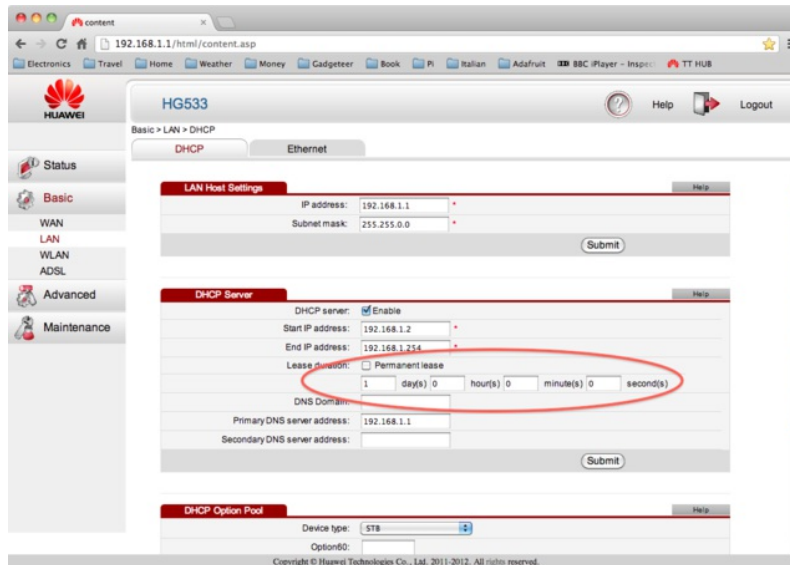 content
192.168.1.1/html/content.asp
Electronics Travel Home Weather Money Gadgeteer Book Pi Italian Adafruit BBC iPlayer – Inspec TT HUB
HUAWEI
HG533
Help Logout
Basic > LAN > DHCP
DHCP Ethernet
Status
Basic
WAN
LAN
WLAN
ADSL
Advanced
Maintenance
LAN Host Settings Help
IP address: 192.168.1.1 *
Subnet mask: 255.255.0.0 *
Submit
DHCP Server Help
DHCP server: Enable
Start IP address: 192.168.1.2 *
End IP address: 192.168.1.254 *
Lease duration: Permanent lease
1 day(s) 0 hour(s) 0 minute(s) 0 second(s)
DNS Domain:
Primary DNS server address: 192.168.1.1
Secondary DNS server address:
Submit
DHCP Option Pool Help
Device type: STB
Option60:
Copyright © Huawei Technologies Co., Ltd. 2011-2012. All rights reserved.